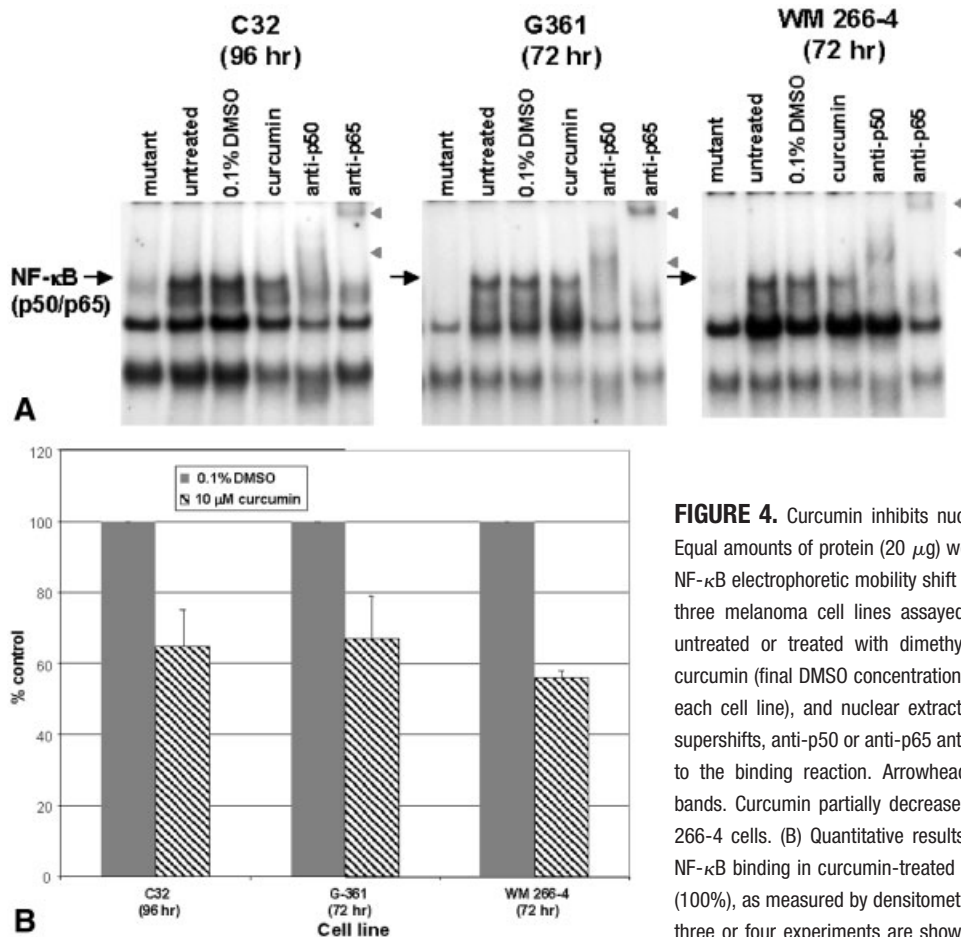 C32
(96 hr)
G361
(72 hr)
WM 266-4
(72 hr)
mutant
untreated
0.1% DMSO
curcumin
anti-p50
anti-p65
mutant
untreated
0.1% DMSO
curcumin
anti-p50
anti-p65
mutant
untreated
0.1% DMSO
curcumin
anti-p50
anti-p65
NF-κB
(p50/p65)
A
120
100
80
60
40
20
0
% control
0.1% DMSO
10 μM curcumin
C32
(96 hr)
G-361
(72 hr)
WM 266-4
(72 hr)
Cell line
B
FIGURE 4. Curcumin inhibits nuc
Equal amounts of protein (20 μg) w
NF-κB electrophoretic mobility shift
three melanoma cell lines assayed
untreated or treated with dimethy
curcumin (final DMSO concentration
each cell line), and nuclear extract
supershifts, anti-p50 or anti-p65 ant
to the binding reaction. Arrowhead
bands. Curcumin partially decrease
266-4 cells. (B) Quantitative results
NF-κB binding in curcumin-treated
(100%), as measured by densitomet
three or four experiments are show